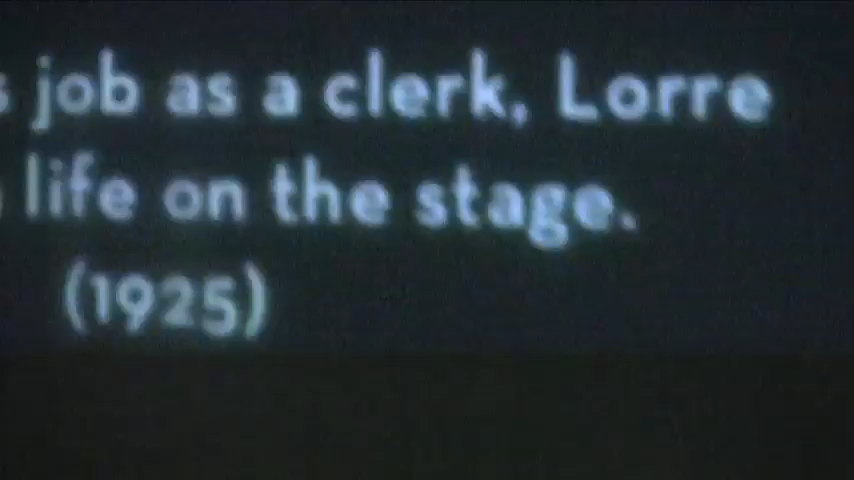 job as a clerk, Lorre
life on the stage.
(1925)